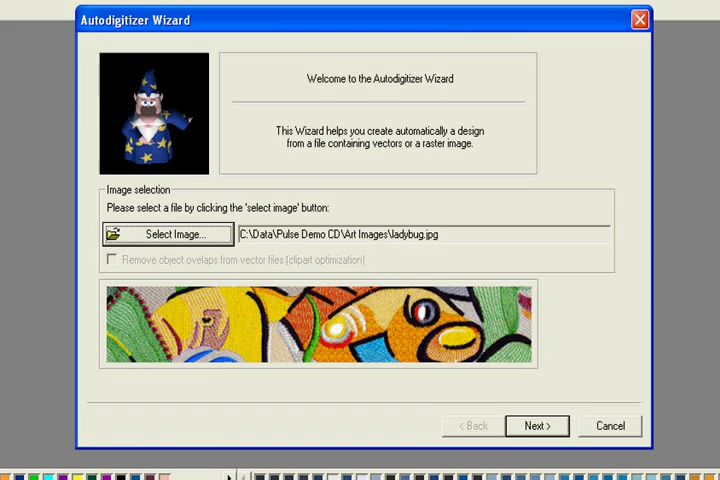 Autodigitizer Wizard
Welcome to the Autodigitizer Wizard
This Wizard helps you create automatically a design
from a file containing vectors or a raster image.
Image selection
Please select a file by clicking the 'select image' button:
Select Image...
C:\Data\Pulse Demo CD\Art Images\ladybug.jpg
Remove object ovelaps from vector files (clipart optimization)
< Back
Next >
Cancel